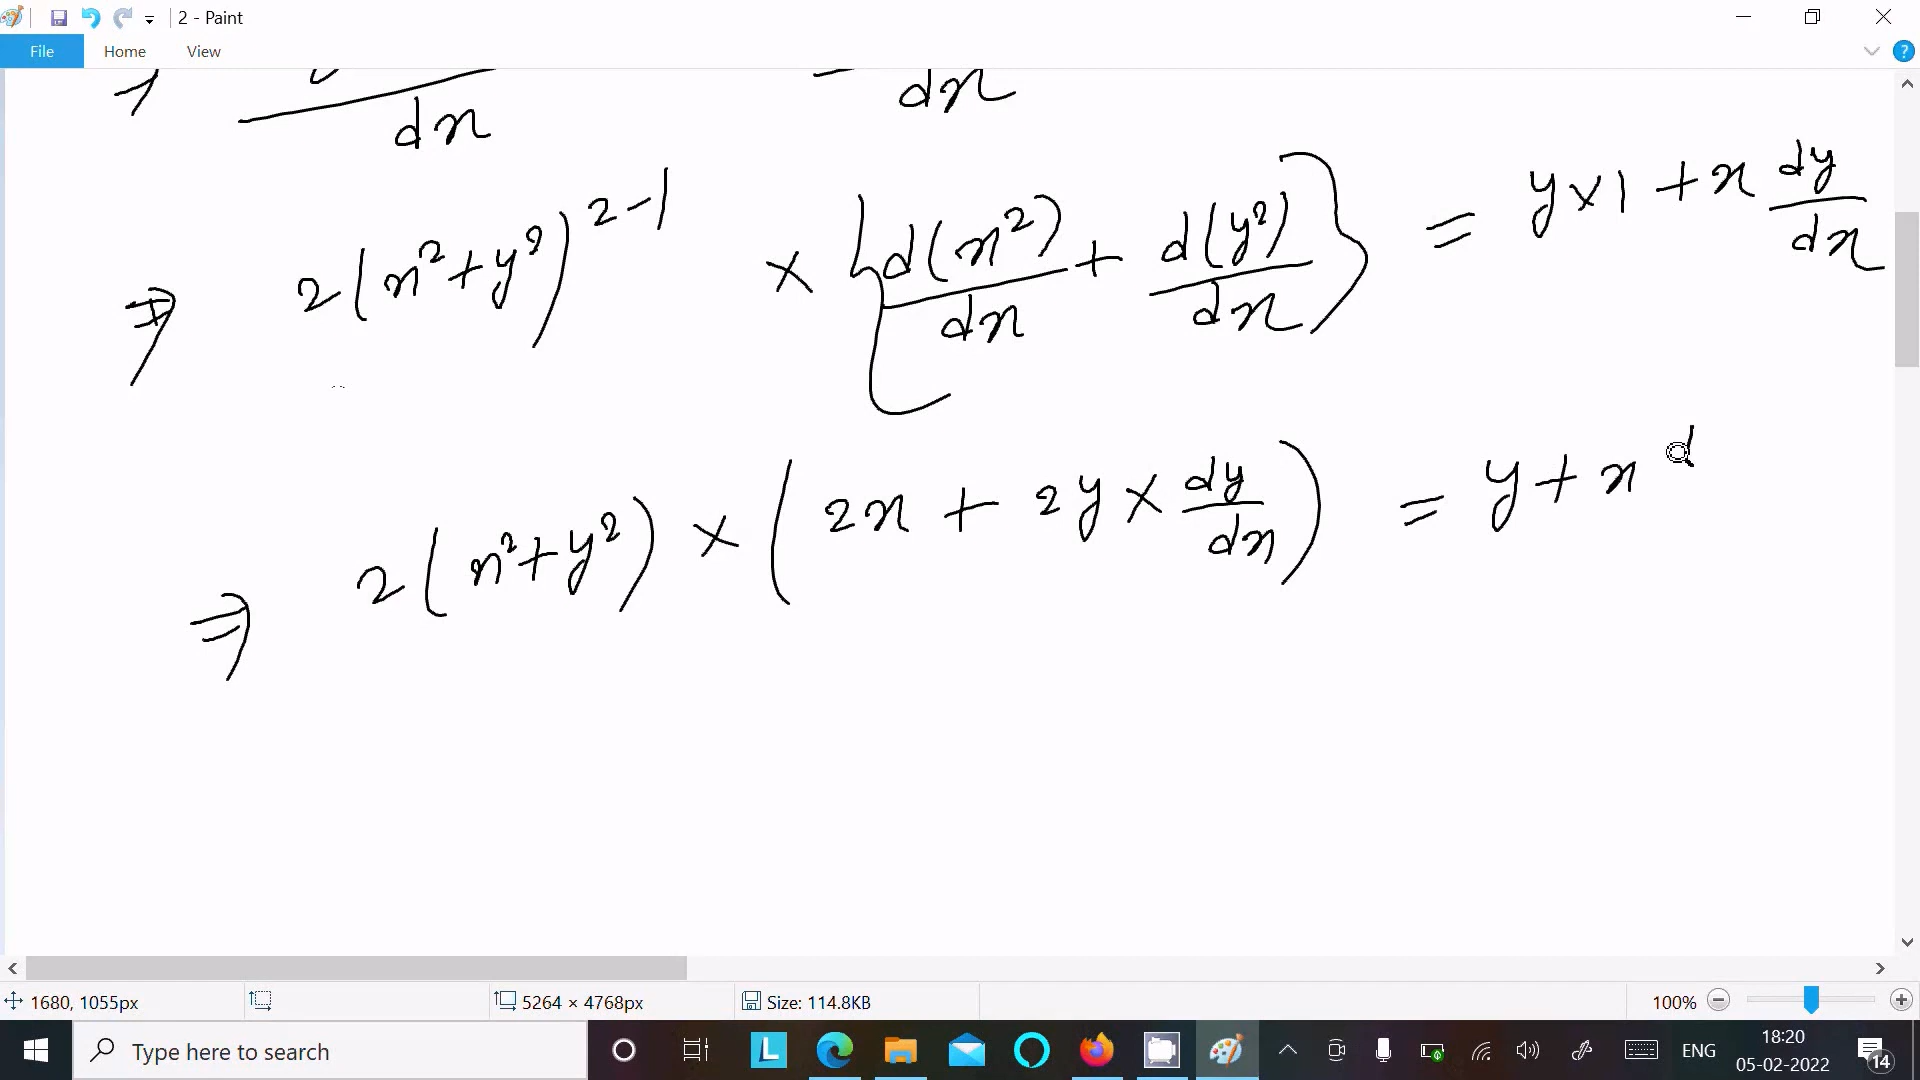 2 - Paint
File Home View
dx dx
⇒ 2(x²+y²)^{2-1} × {d(x²)/dx + d(y²)/dx} = y×1 + x dy/dx
⇒ 2(x²+y²) × (2x + 2y × dy/dx) = y + x d
1680, 1055px 5264 × 4768px Size: 114.8KB 100%
Type here to search L ENG 18:20
05-02-2022 14